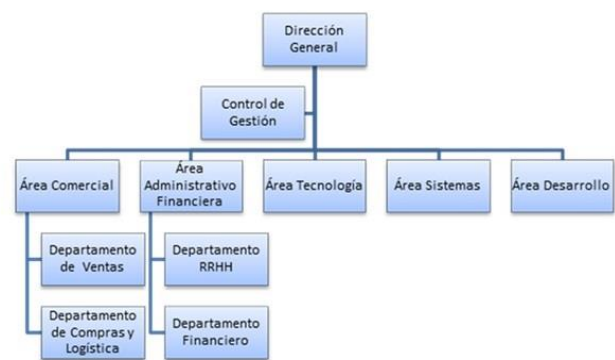 Dirección
General
Control de
Gestión
Área Comercial
Área
Administrativo
Financiera
Área Tecnología
Área Sistemas
Área Desarrollo
Departamento
de Ventas
Departamento
RRHH
Departamento
de Compras y
Logística
Departamento
Financiero